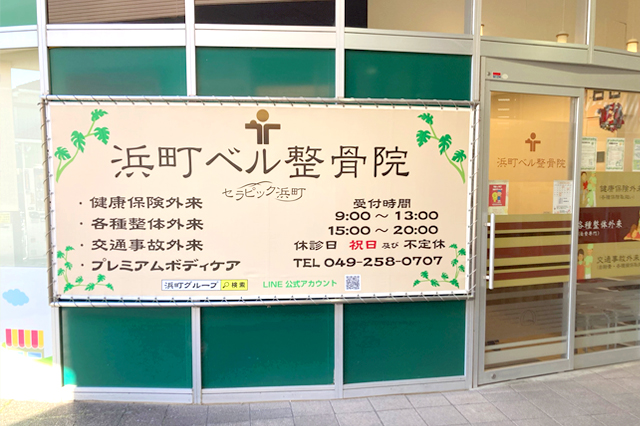 浜町ベル整骨院
セラピック浜町
・健康保険外来
・各種整体外来
・交通事故外来
・プレミアムボディケア
受付時間
9:00～13:00
15:00～20:00
休診日 祝日及び不定休
TEL 049-258-0707
浜町グループ 検索
LINE公式アカウント
浜町ベル整骨院
健康保険外来
各種整体外来
交通事故外来